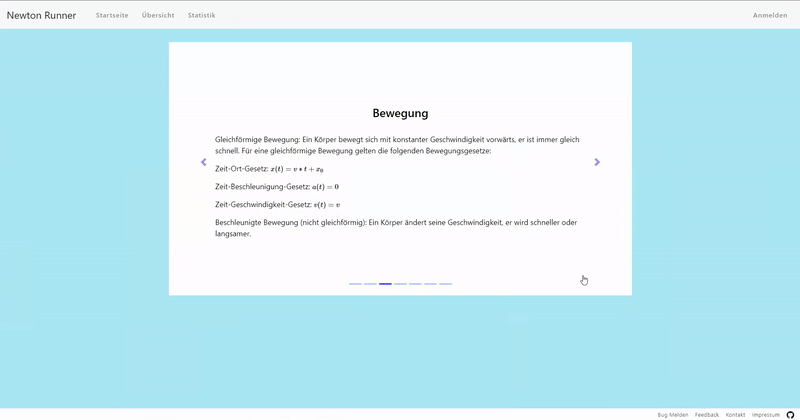 Newton Runner Startseite Übersicht Statistik Anmelden
Bewegung
Gleichförmige Bewegung: Ein Körper bewegt sich mit konstanter Geschwindigkeit vorwärts, er ist immer gleich
schnell. Für eine gleichförmige Bewegung gelten die folgenden Bewegungsgesetze:
Zeit-Ort-Gesetz: x(t) = v * t + x₀
Zeit-Beschleunigung-Gesetz: a(t) = 0
Zeit-Geschwindigkeit-Gesetz: v(t) = v
Beschleunigte Bewegung (nicht gleichförmig): Ein Körper ändert seine Geschwindigkeit, er wird schneller oder
langsamer.
Bug Melden Feedback Kontakt Impressum